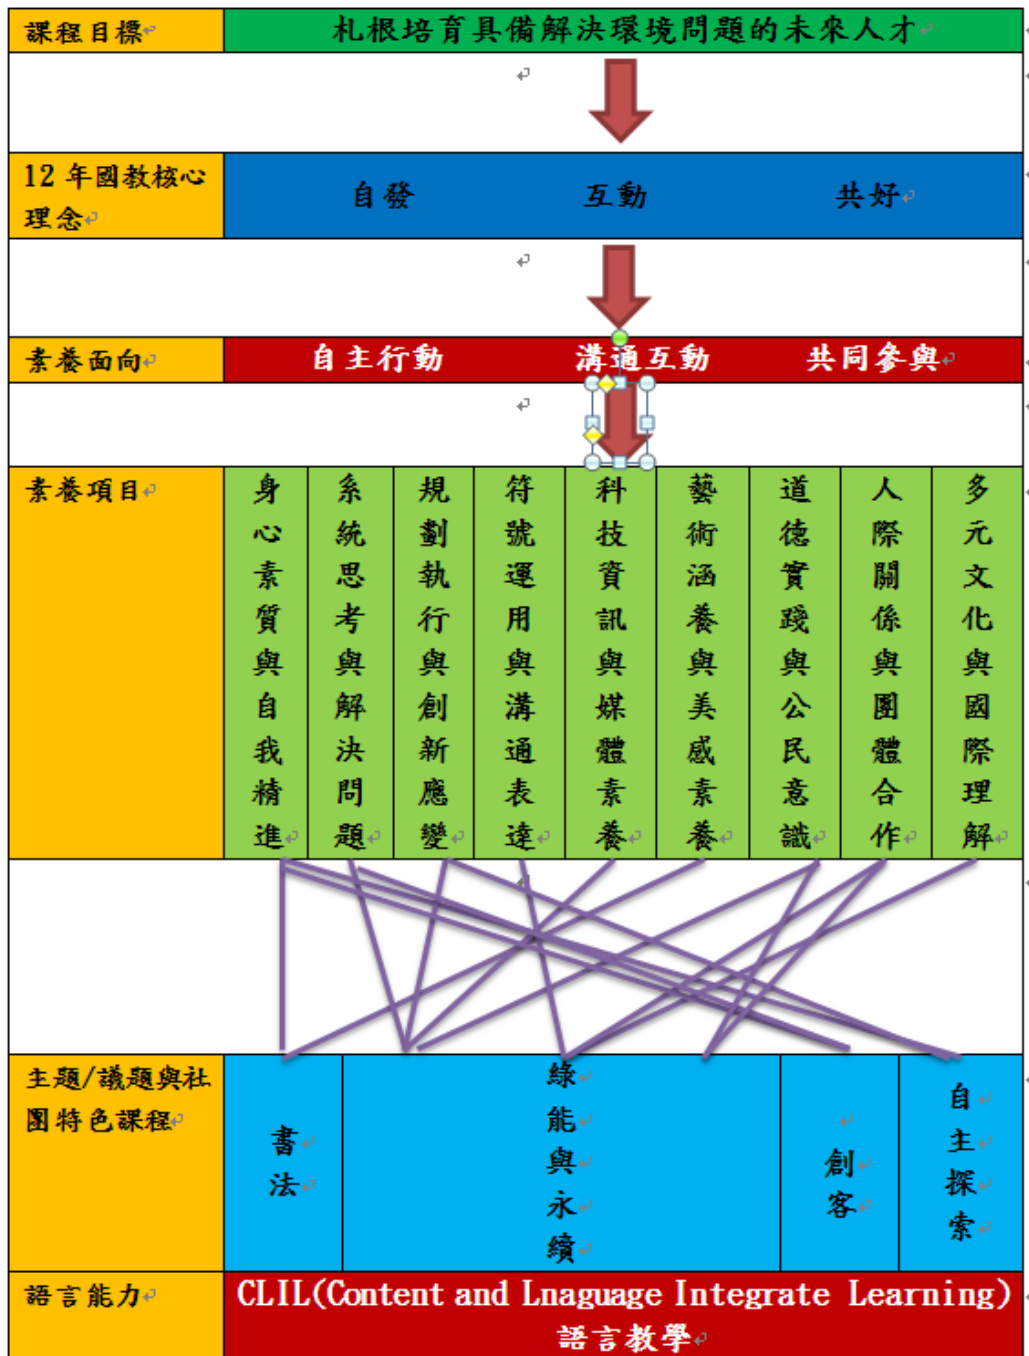 課程目標
札根培育具備解決環境問題的未來人才
12 年國教核心
理念
自發 互動 共好
素養面向
自主行動 溝通互動 共同參與
素養項目
身心素質與自我精進
系統思考與解決問題
規劃執行與創新應變
符號運用與溝通表達
科技資訊與媒體素養
藝術涵養與美感素養
道德實踐與公民意識
人際關係與團體合作
多元文化與國際理解
主題/議題與社
團特色課程
書法
綠能與永續
創客
自主探索
語言能力
CLIL(Content and Lnaguage Integrate Learning)
語言教學